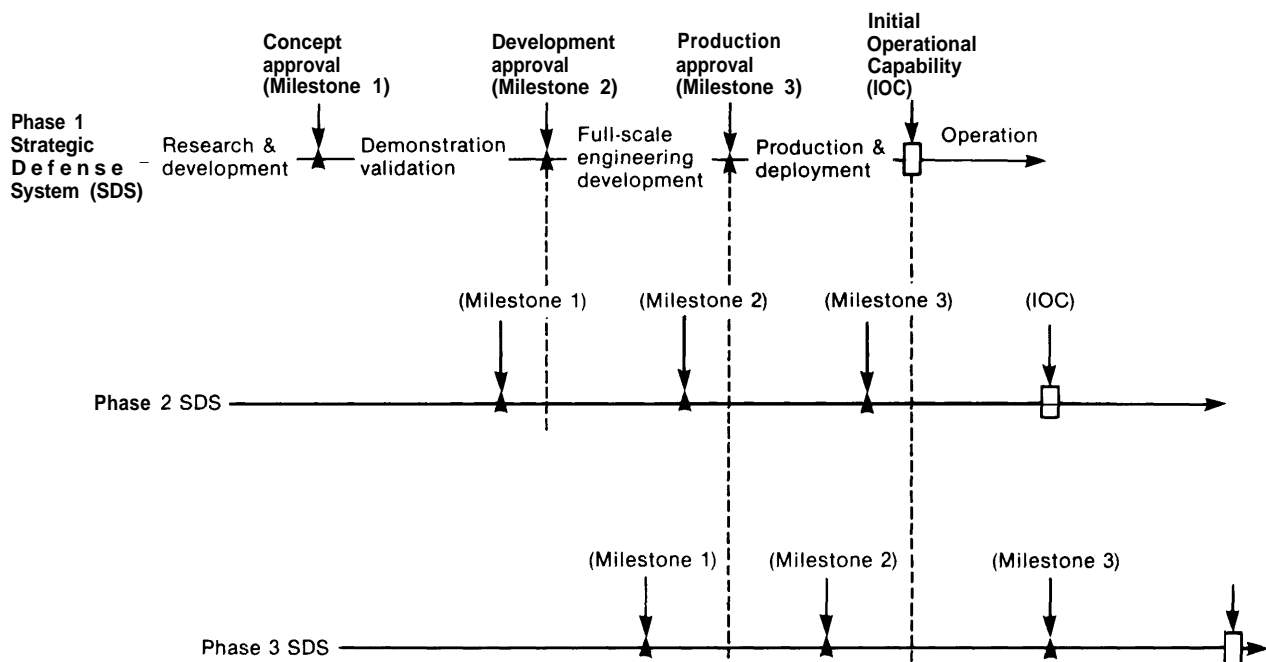 Concept
approval
(Milestone 1)
Development
approval
(Milestone 2)
Production
approval
(Milestone 3)
Initial
Operational
Capability
(IOC)
Phase 1
Strategic
Defense
System (SDS)
Research &
development
Demonstration
validation
Full-scale
engineering
development
Production &
deployment
Operation
(Milestone 1)
(Milestone 2)
(Milestone 3)
(IOC)
Phase 2 SDS
(Milestone 1)
(Milestone 2)
(Milestone 3)
Phase 3 SDS